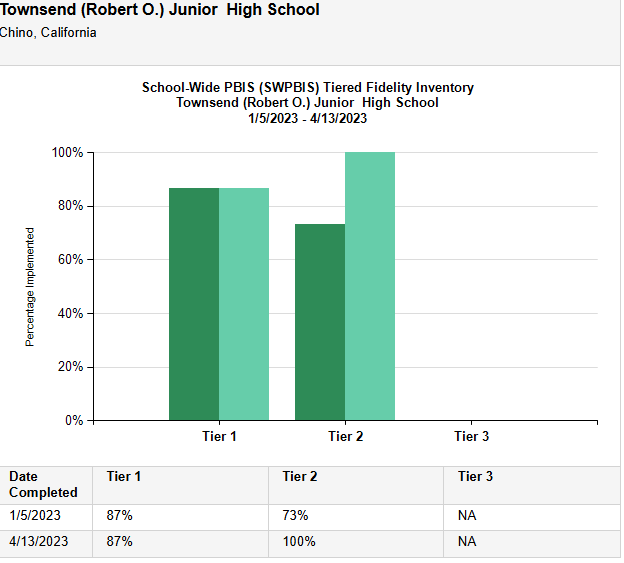 Townsend (Robert O.) Junior  High School
Chino, California
School-Wide PBIS (SWPBIS) Tiered Fidelity Inventory
Townsend (Robert O.) Junior  High School
1/5/2023 - 4/13/2023
Percentage Implemented
100%
80%
60%
40%
20%
0%
Tier 1 Tier 2 Tier 3
Date Completed Tier 1 Tier 2 Tier 3
1/5/2023 87% 73% NA
4/13/2023 87% 100% NA